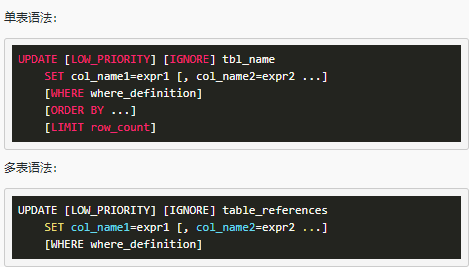 单表语法：
UPDATE [LOW_PRIORITY] [IGNORE] tbl_name
SET col_name1=expr1 [, col_name2=expr2 ...]
[WHERE where_definition]
[ORDER BY ...]
[LIMIT row_count]
多表语法：
UPDATE [LOW_PRIORITY] [IGNORE] table_references
SET col_name1=expr1 [, col_name2=expr2 ...]
[WHERE where_definition]